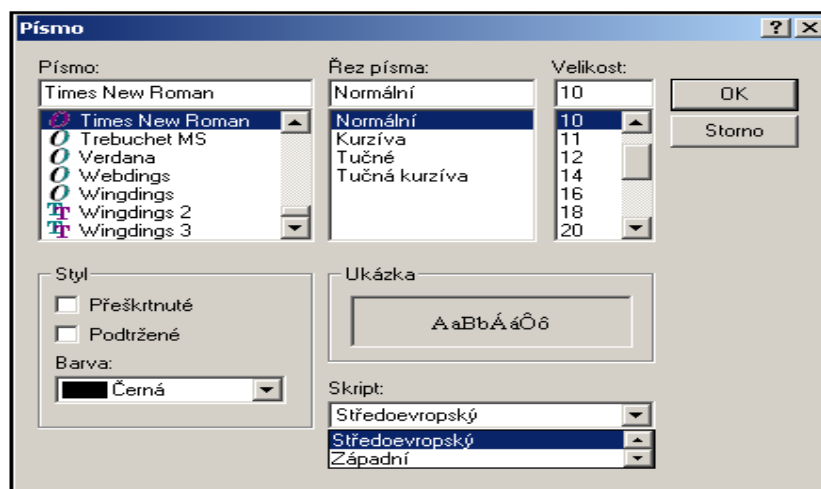 Písmo
Písmo:
Times New Roman
Times New Roman
Trebuchet MS
Verdana
Webdings
Wingdings
Wingdings 2
Wingdings 3
Řez písma:
Normální
Normální
Kurzíva
Tučné
Tučná kurzíva
Velikost:
10
10
11
12
14
16
18
20
OK
Storno
Styl
Přeškrtnuté
Podtržené
Barva:
Černá
Ukázka
AaBbÁáÔô
Skript:
Středoevropský
Středoevropský
Západní